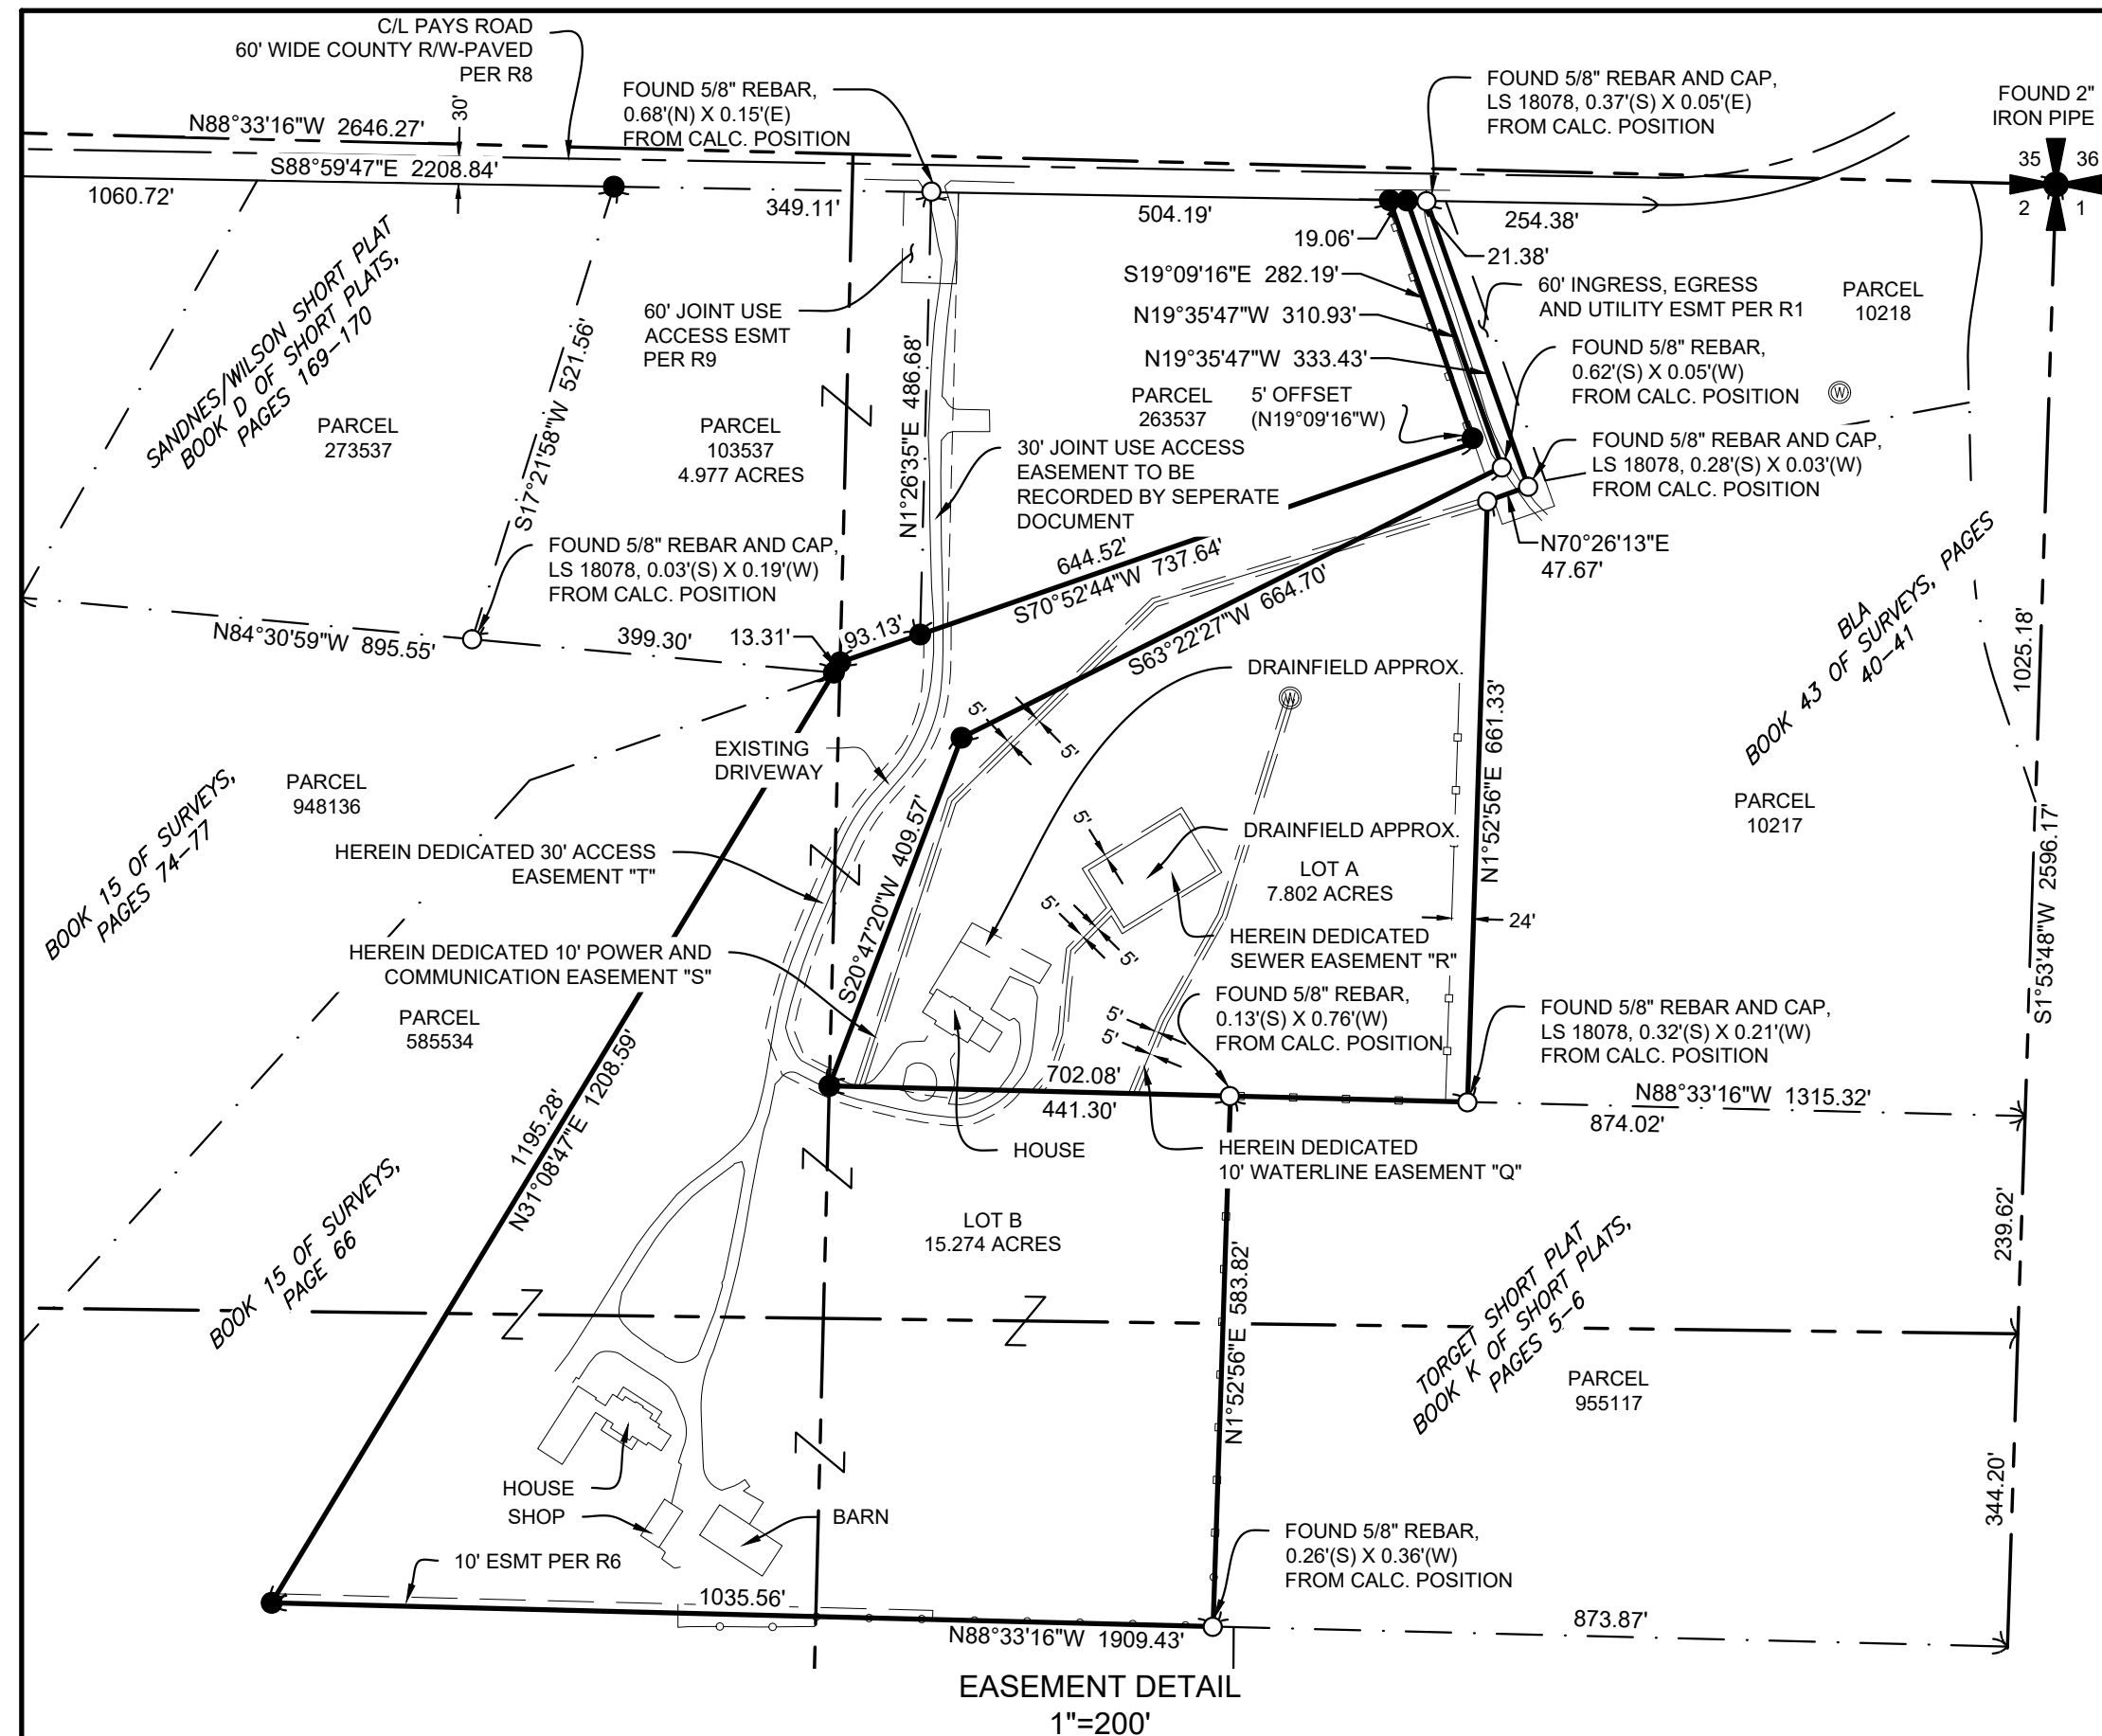 C/L PAYS ROAD
60' WIDE COUNTY R/W-PAVED
PER R8
30'
N88°33'16"W 2646.27'
S88°59'47"E 2208.84'
1060.72'
FOUND 5/8" REBAR,
0.68'(N) X 0.15'(E)
FROM CALC. POSITION
349.11'
504.19'
FOUND 5/8" REBAR AND CAP,
LS 18078, 0.37'(S) X 0.05'(E)
FROM CALC. POSITION
FOUND 2"
IRON PIPE
35
36
2
1
254.38'
19.06'
21.38'
S19°09'16"E 282.19'
N19°35'47"W 310.93'
N19°35'47"W 333.43'
60' INGRESS, EGRESS
AND UTILITY ESMT PER R1
PARCEL
10218
SANDNES/WILSON SHORT PLAT
BOOK D OF SHORT PLATS,
PAGES 169-170
60' JOINT USE
ACCESS ESMT
PER R9
S17°21'58"W 521.56'
N1°26'35"E 486.68'
PARCEL
273537
PARCEL
103537
4.977 ACRES
PARCEL
263537
5' OFFSET
(N19°09'16"W)
FOUND 5/8" REBAR,
0.62'(S) X 0.05'(W)
FROM CALC. POSITION
W
FOUND 5/8" REBAR AND CAP,
LS 18078, 0.28'(S) X 0.03'(W)
FROM CALC. POSITION
30' JOINT USE ACCESS
EASEMENT TO BE
RECORDED BY SEPERATE
DOCUMENT
FOUND 5/8" REBAR AND CAP,
LS 18078, 0.03'(S) X 0.19'(W)
FROM CALC. POSITION
N70°26'13"E
47.67'
644.52'
S70°52'44"W 737.64'
S63°22'27"W 664.70'
N84°30'59"W 895.55'
399.30'
13.31'
93.13'
BLA
BOOK 43 OF SURVEYS, PAGES
40-41
1025.18'
DRAINFIELD APPROX.
W
5'
5'
EXISTING
DRIVEWAY
N1°52'56"E 661.33'
PARCEL
948136
PARCEL
10217
BOOK 15 OF SURVEYS,
PAGES 74-77
S1°53'48"W 2596.17'
S20°47'20"W 409.57'
5'
DRAINFIELD APPROX.
LOT A
7.802 ACRES
HEREIN DEDICATED 30' ACCESS
EASEMENT "T"
5'
5'
24'
HEREIN DEDICATED
SEWER EASEMENT "R"
HEREIN DEDICATED 10' POWER AND
COMMUNICATION EASEMENT "S"
FOUND 5/8" REBAR,
0.13'(S) X 0.76'(W)
FROM CALC. POSITION
FOUND 5/8" REBAR AND CAP,
LS 18078, 0.32'(S) X 0.21'(W)
FROM CALC. POSITION
PARCEL
585534
5'
5'
702.08'
441.30'
N88°33'16"W 1315.32'
874.02'
1195.28'
N31°08'47"E 1208.59'
HOUSE
HEREIN DEDICATED
10' WATERLINE EASEMENT "Q"
BOOK 15 OF SURVEYS,
PAGE 66
LOT B
15.274 ACRES
239.62'
N1°52'56"E 583.82'
TORGET SHORT PLAT
BOOK K OF SHORT PLATS,
PAGES 5-6
PARCEL
955117
344.20'
HOUSE
SHOP
BARN
FOUND 5/8" REBAR,
0.26'(S) X 0.36'(W)
FROM CALC. POSITION
10' ESMT PER R6
1035.56'
N88°33'16"W 1909.43'
873.87'
EASEMENT DETAIL
1"=200'